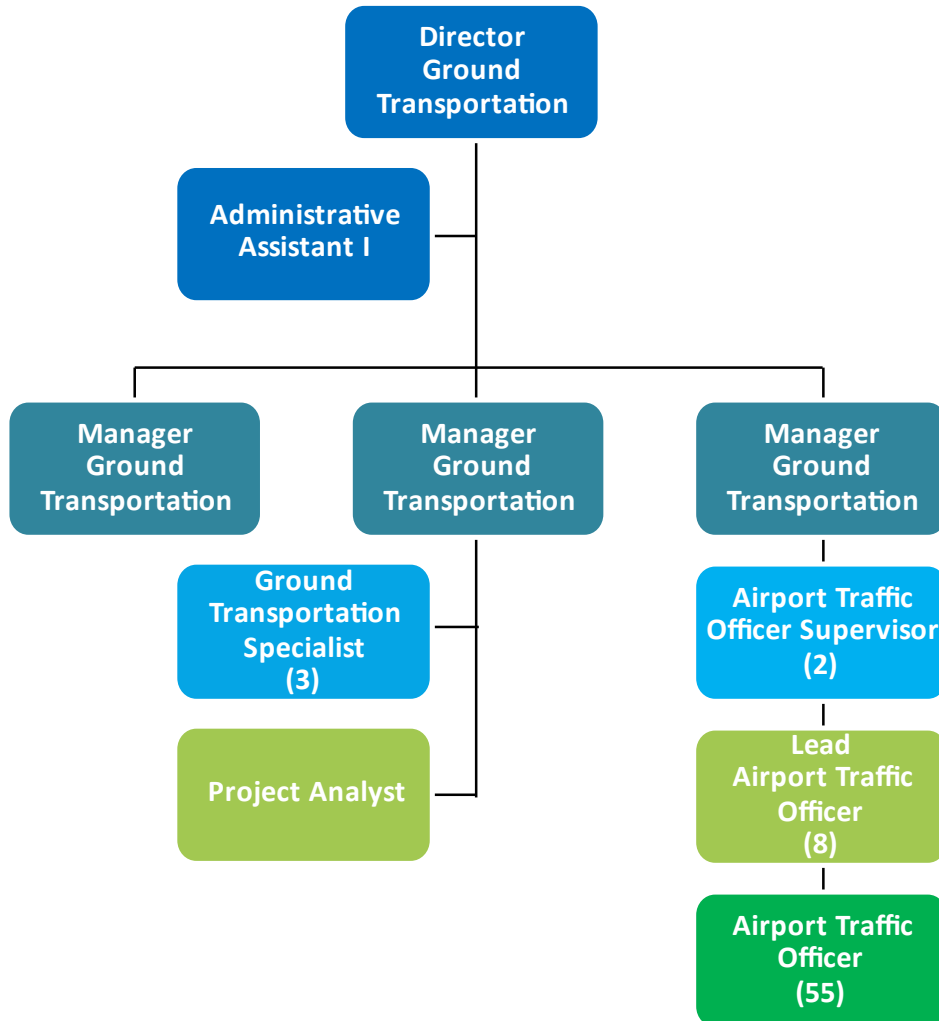 Director
Ground
Transportation
Administrative
Assistant I
Manager
Ground
Transportation
Manager
Ground
Transportation
Manager
Ground
Transportation
Ground
Transportation
Specialist
(3)
Project Analyst
Airport Traffic
Officer Supervisor
(2)
Lead
Airport Traffic
Officer
(8)
Airport Traffic
Officer
(55)